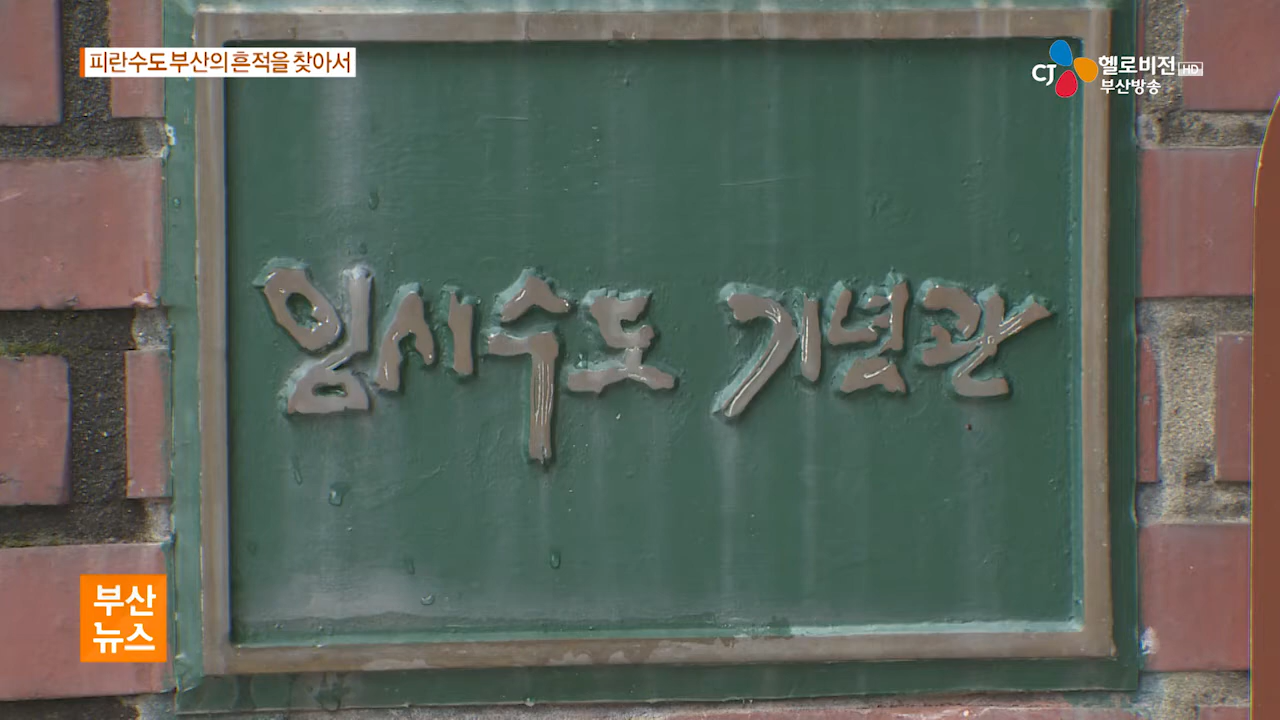 피란수도 부산의 흔적을 찾아서
CJ 헬로비전 HD
부산방송
임시수도 기념관
부산
뉴스